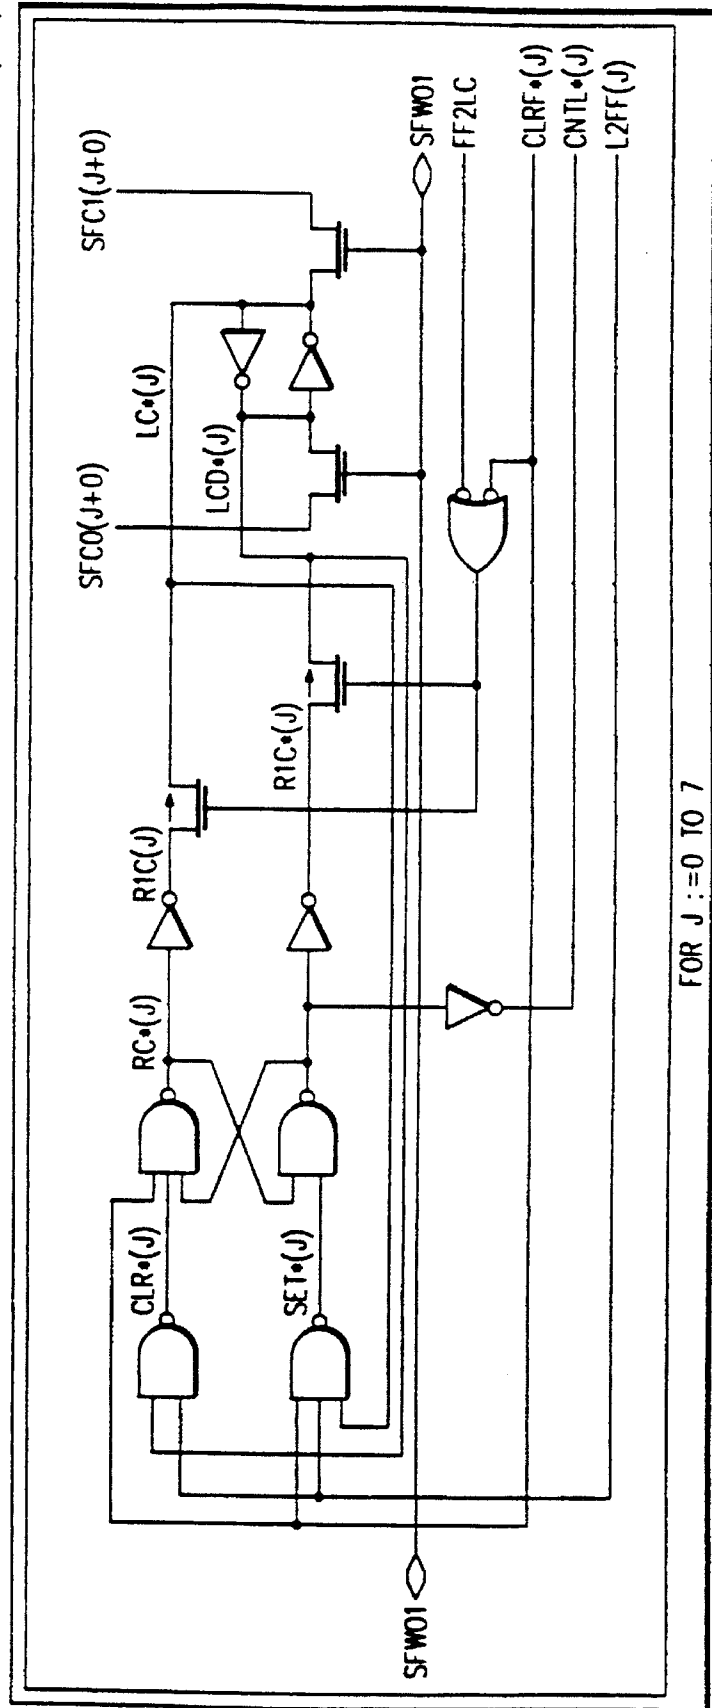 SFC1(J+0)
SFC0(J+0)
LC*(J)
LCD*(J)
SFW01
FF2LC
CLRF*(J)
CNTL*(J)
L2FF(J)
R1C(J)
R1C*(J)
RC*(J)
CLR*(J)
SET*(J)
SFW01
FOR J :=0 TO 7